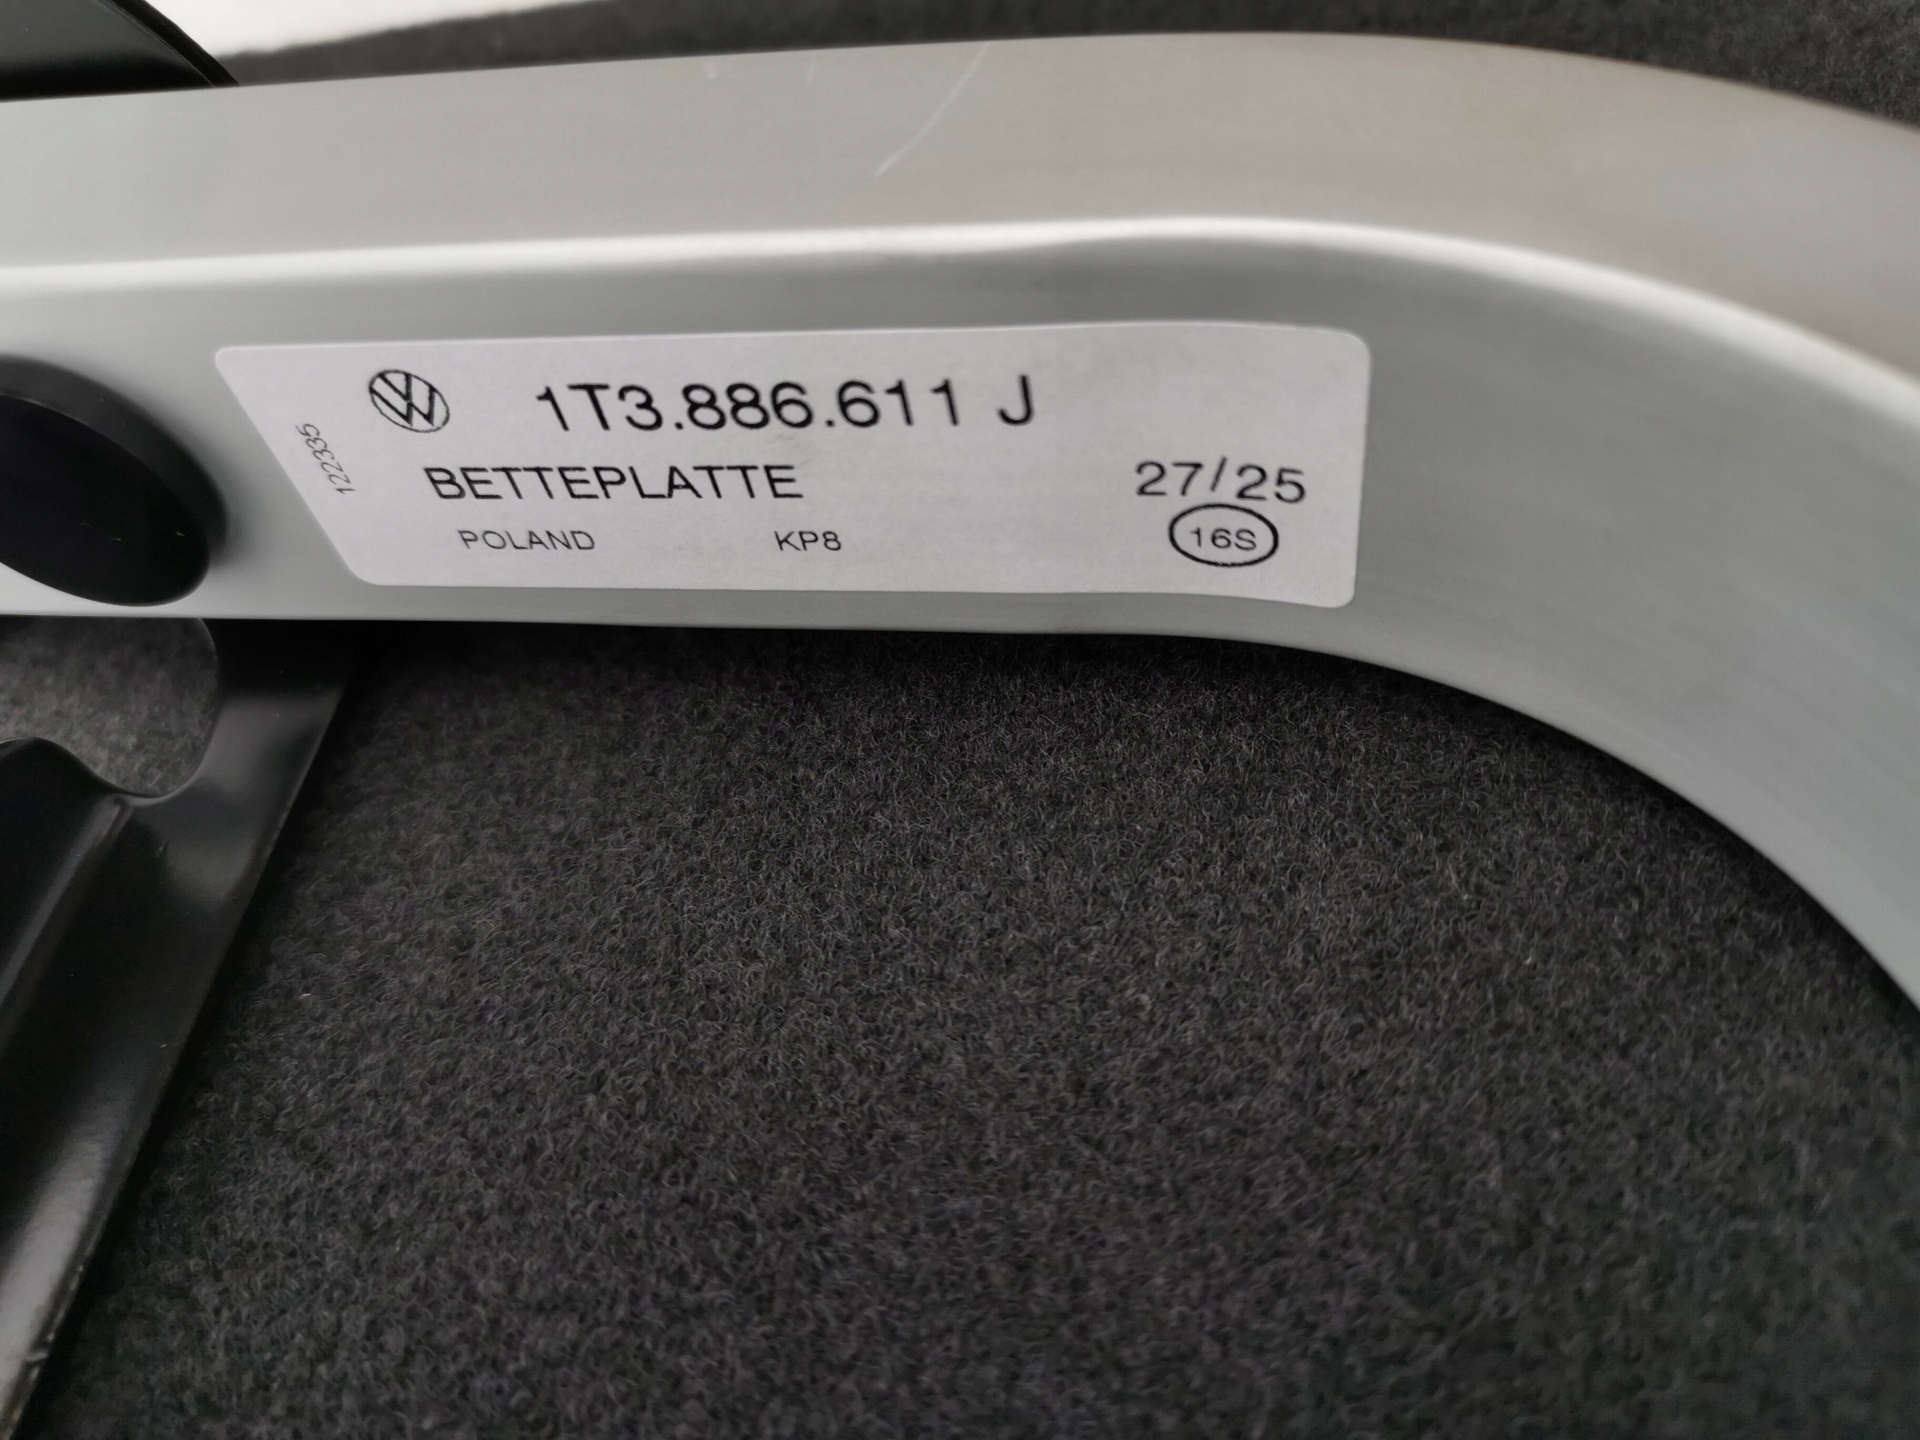 1T3.886.611 J
BETTEPLATTE
27/25
POLAND KP8
16S
122335